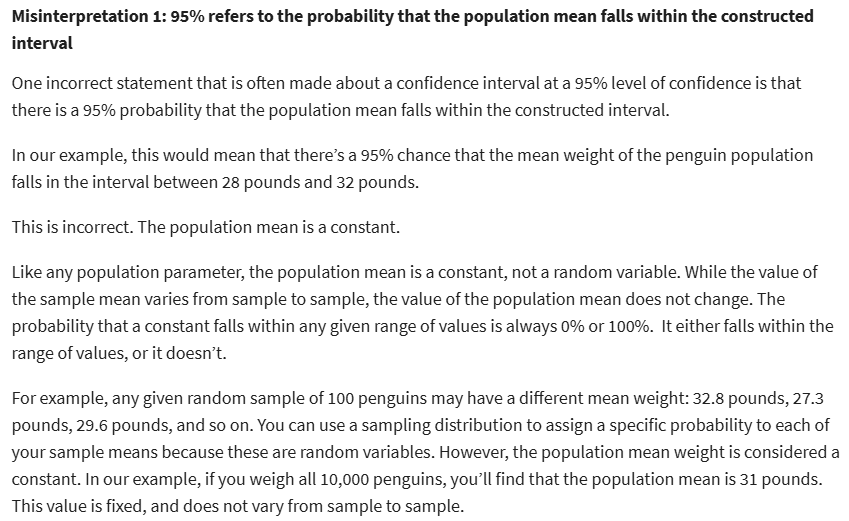 Misinterpretation 1: 95% refers to the probability that the population mean falls within the constructed
interval
One incorrect statement that is often made about a confidence interval at a 95% level of confidence is that
there is a 95% probability that the population mean falls within the constructed interval.
In our example, this would mean that there’s a 95% chance that the mean weight of the penguin population
falls in the interval between 28 pounds and 32 pounds.
This is incorrect. The population mean is a constant.
Like any population parameter, the population mean is a constant, not a random variable. While the value of
the sample mean varies from sample to sample, the value of the population mean does not change. The
probability that a constant falls within any given range of values is always 0% or 100%.  It either falls within the
range of values, or it doesn’t.
For example, any given random sample of 100 penguins may have a different mean weight: 32.8 pounds, 27.3
pounds, 29.6 pounds, and so on. You can use a sampling distribution to assign a specific probability to each of
your sample means because these are random variables. However, the population mean weight is considered a
constant. In our example, if you weigh all 10,000 penguins, you’ll find that the population mean is 31 pounds.
This value is fixed, and does not vary from sample to sample.